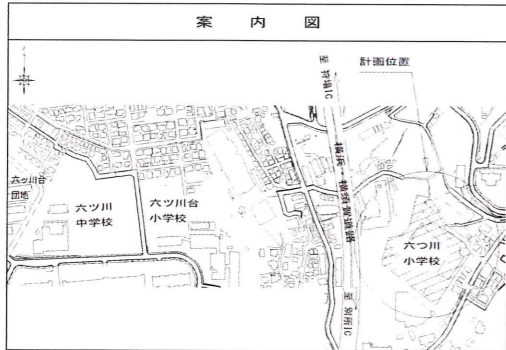 案内図
至 狩場IC
計画位置
横浜・横須賀道路
六ッ川台
団地
六ツ川
中学校
六ツ川台
小学校
六つ川
小学校
至 別所IC